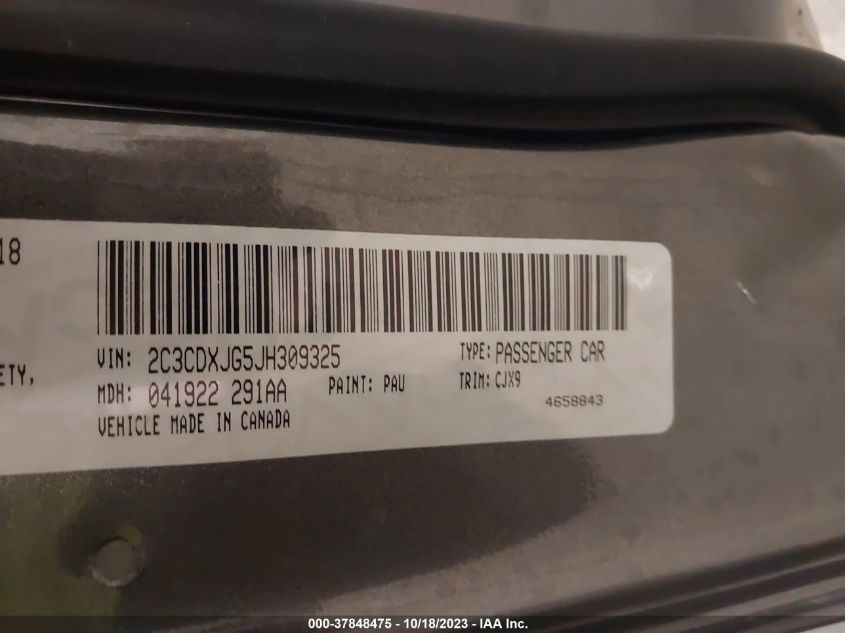 18
ETY,
VIN: 2C3CDXJG5JH309325 TYPE: PASSENGER CAR
MDH: 041922 291AA PAINT: PAU TRIM: CJX9
4658843
VEHICLE MADE IN CANADA
000-37848475 - 10/18/2023 - IAA Inc.